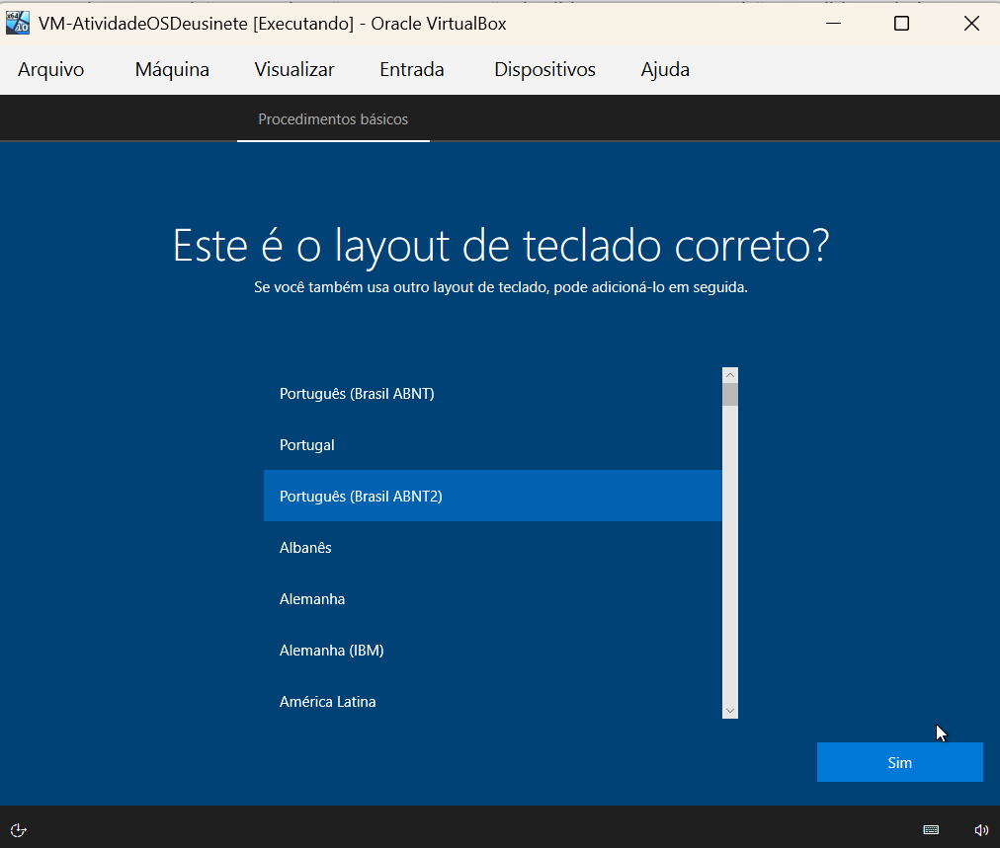 VM-AtividadeOSDeusinete [Executando] - Oracle VirtualBox
Arquivo Máquina Visualizar Entrada Dispositivos Ajuda
Procedimentos básicos
Este é o layout de teclado correto?
Se você também usa outro layout de teclado, pode adicioná-lo em seguida.
Português (Brasil ABNT)
Portugal
Português (Brasil ABNT2)
Albanês
Alemanha
Alemanha (IBM)
América Latina
Sim